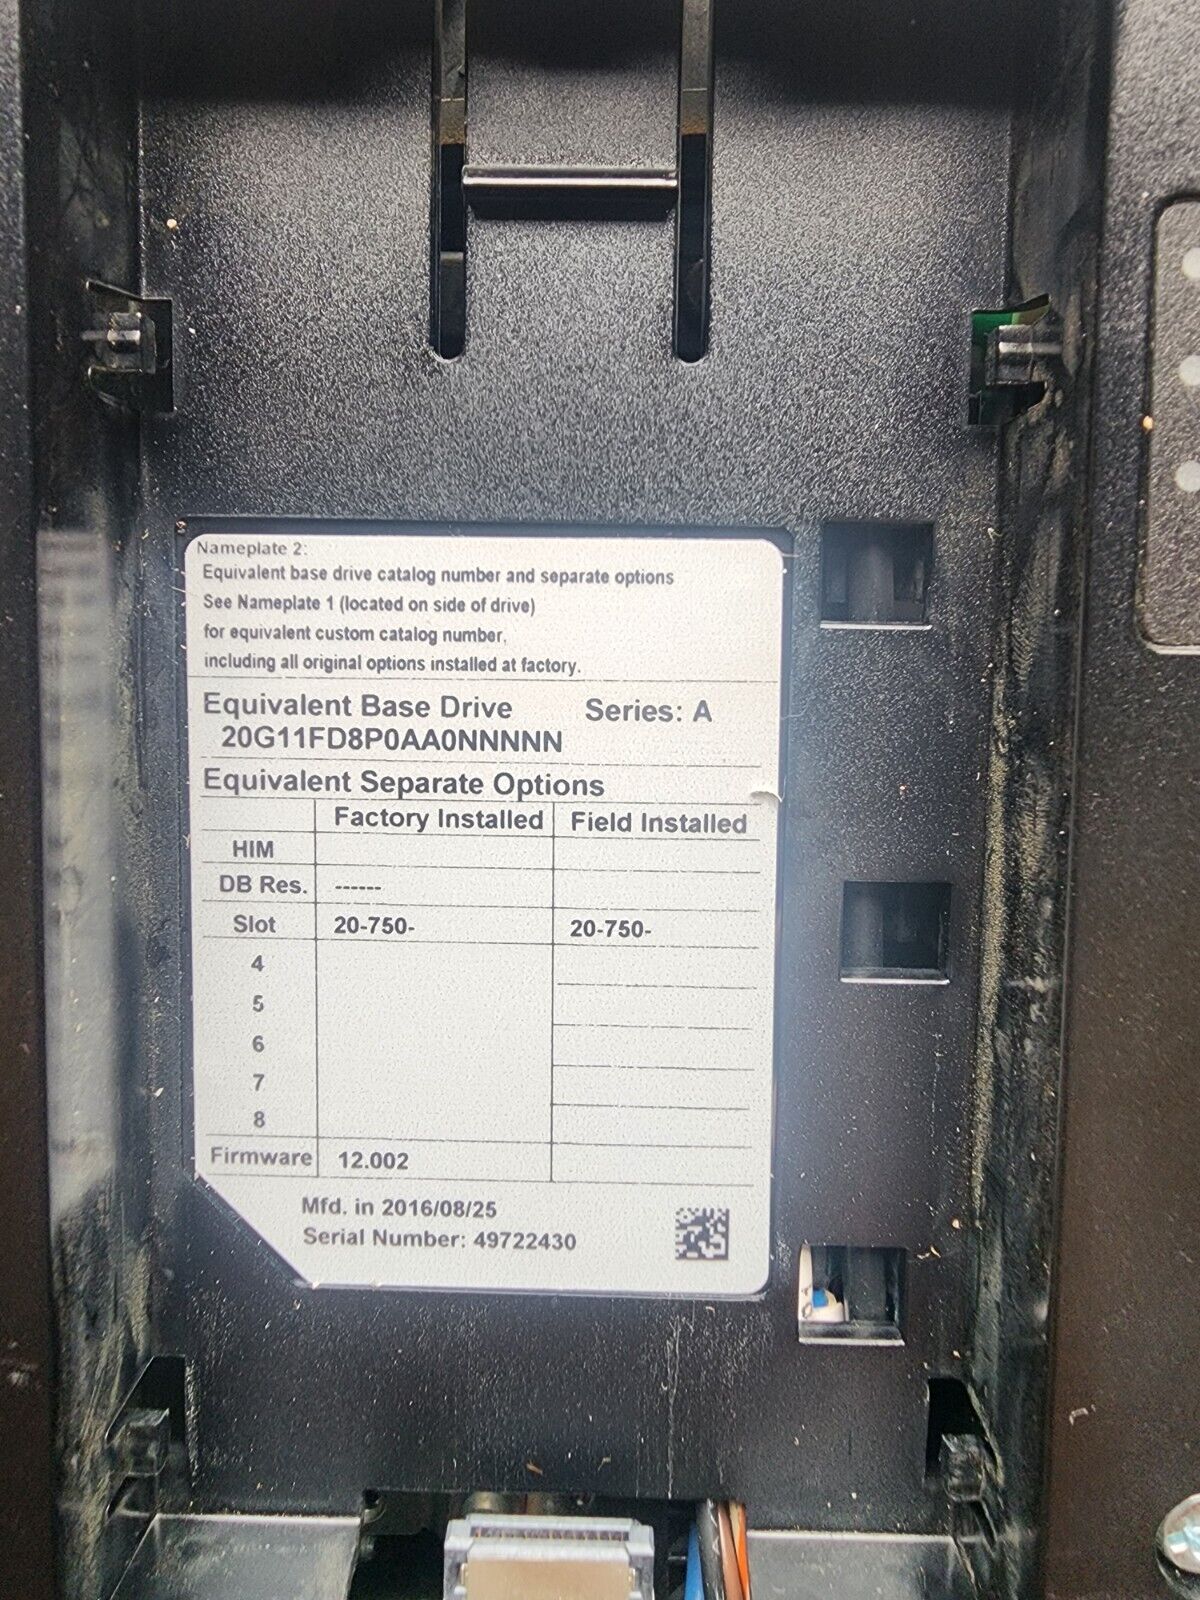 Nameplate 2:
Equivalent base drive catalog number and separate options
See Nameplate 1 (located on side of drive)
for equivalent custom catalog number,
including all original options installed at factory.
Equivalent Base Drive Series: A
20G11FD8P0AA0NNNNN
Equivalent Separate Options
Factory Installed Field Installed
HIM
DB Res. ------
Slot 20-750- 20-750-
4
5
6
7
8
Firmware 12.002
Mfd. in 2016/08/25
Serial Number: 49722430